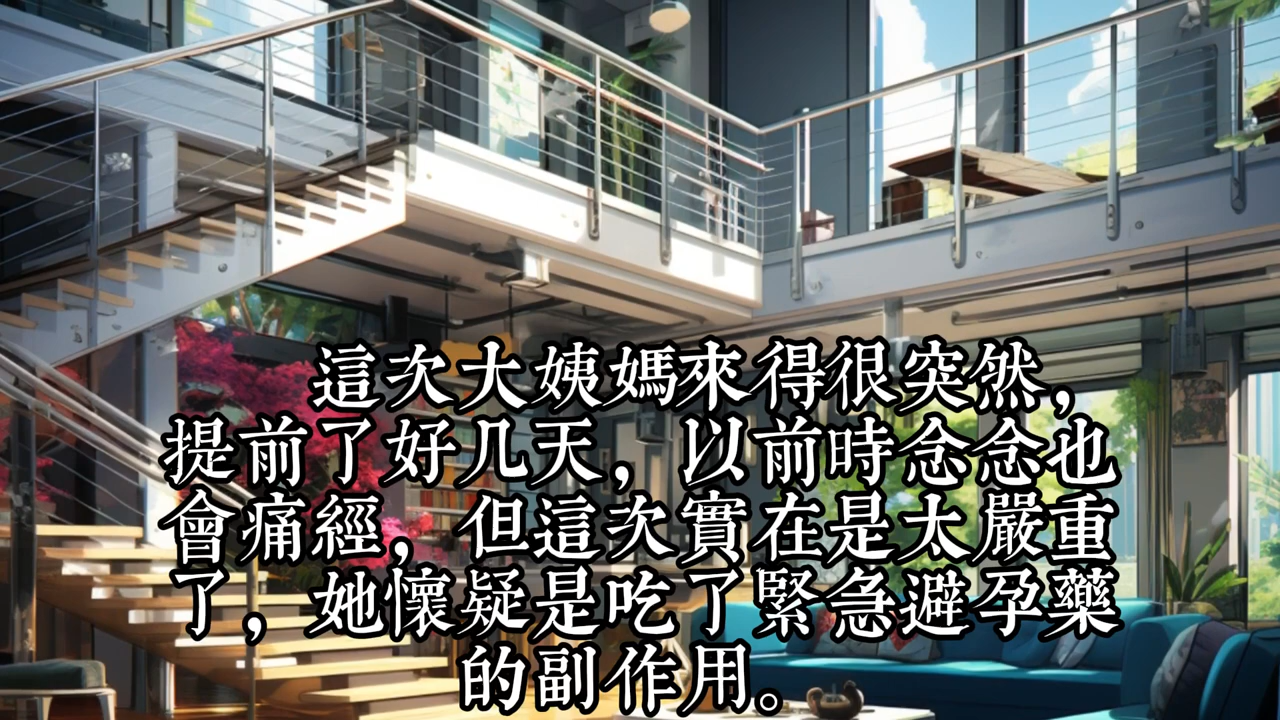 這次大姨媽來得很突然，
提前了好几天，以前時念念也
會痛經，但這次實在是太嚴重
了，她懷疑是吃了緊急避孕藥
的副作用。